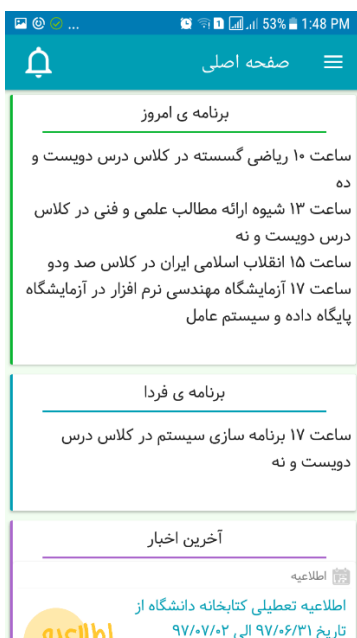 ... 53% 1:48 PM
صفحه اصلی
برنامه ی امروز
ساعت ۱۰ ریاضی گسسته در کلاس درس دویست و
ده
ساعت ۱۳ شیوه ارائه مطالب علمی و فنی در کلاس
درس دویست و نه
ساعت ۱۵ انقلاب اسلامی ایران در کلاس صد ودو
ساعت ۱۷ آزمایشگاه مهندسی نرم افزار در آزمایشگاه
پایگاه داده و سیستم عامل
برنامه ی فردا
ساعت ۱۷ برنامه سازی سیستم در کلاس درس
دویست و نه
آخرین اخبار
اطلاعیه
اطلاعیه تعطیلی کتابخانه دانشگاه از
تاریخ ۹۷/۰۶/۳۱ الی ۹۷/۰۷/۰۲
اطلاعیه